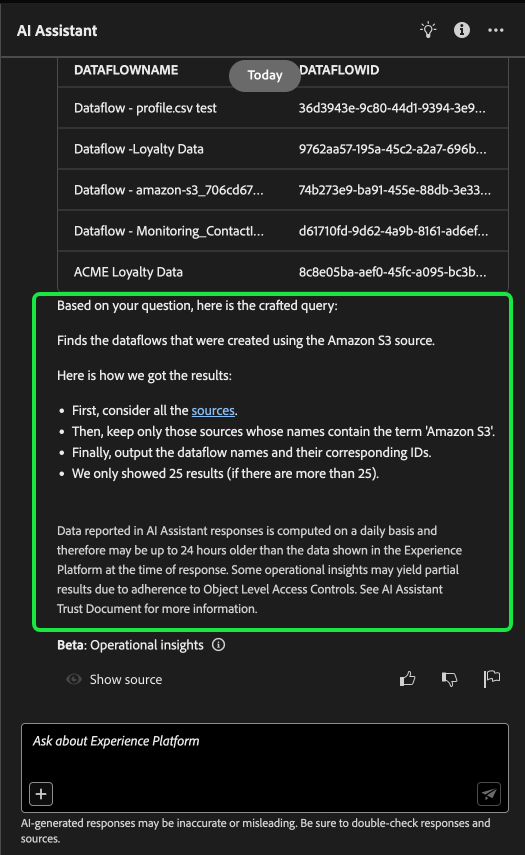 AI Assistant
DATAFLOWNAME DATAFLOWID
Today
Dataflow - profile.csv test 36d3943e-9c80-44d1-9394-3e9...
Dataflow -Loyalty Data 9762aa57-195a-45c2-a2a7-696b...
Dataflow - amazon-s3_706cd67... 74b273e9-ba91-455e-88db-3e33...
Dataflow - Monitoring_ContactI... d61710fd-9d62-4a9b-8161-ad6ef...
ACME Loyalty Data 8c8e05ba-aef0-45fc-a095-bc3b...
Based on your question, here is the crafted query:
Finds the dataflows that were created using the Amazon S3 source.
Here is how we got the results:
• First, consider all the sources.
• Then, keep only those sources whose names contain the term 'Amazon S3'.
• Finally, output the dataflow names and their corresponding IDs.
• We only showed 25 results (if there are more than 25).
Data reported in AI Assistant responses is computed on a daily basis and
therefore may be up to 24 hours older than the data shown in the Experience
Platform at the time of response. Some operational insights may yield partial
results due to adherence to Object Level Access Controls. See AI Assistant
Trust Document for more information.
Beta: Operational insights
Show source
Ask about Experience Platform
AI-generated responses may be inaccurate or misleading. Be sure to double-check responses and
sources.